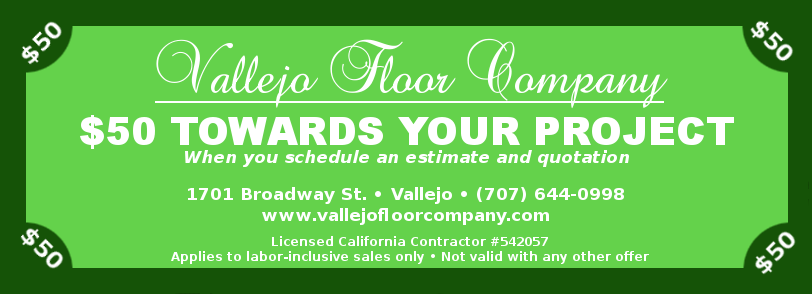 $50
$50
Vallejo Floor Company
$50 TOWARDS YOUR PROJECT
When you schedule an estimate and quotation
1701 Broadway St. • Vallejo • (707) 644-0998
www.vallejofloorcompany.com
Licensed California Contractor #542057
Applies to labor-inclusive sales only • Not valid with any other offer
$50
$50